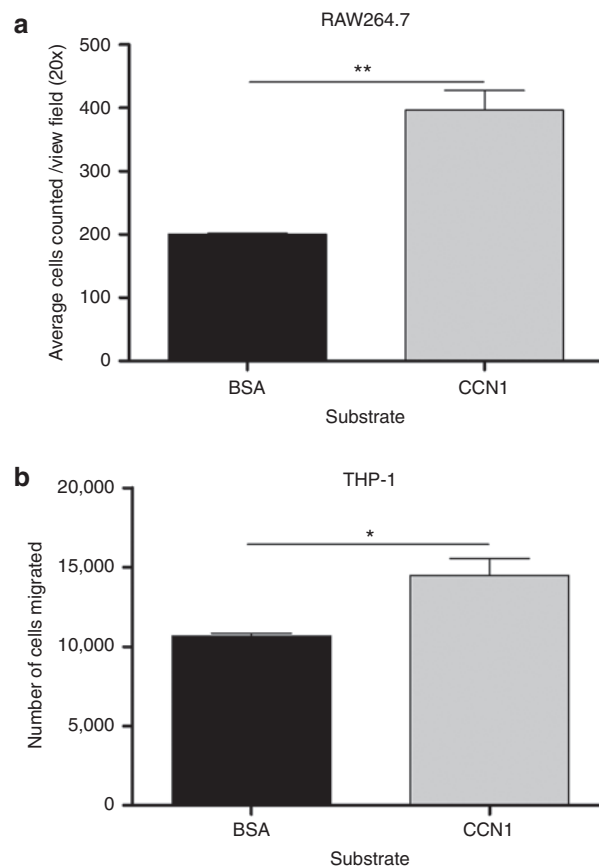 a
RAW264.7
Average cells counted /view field (20x)
500
400
300
200
100
0
**
BSA
CCN1
Substrate
b
THP-1
Number of cells migrated
20,000
15,000
10,000
5,000
0
*
BSA
CCN1
Substrate